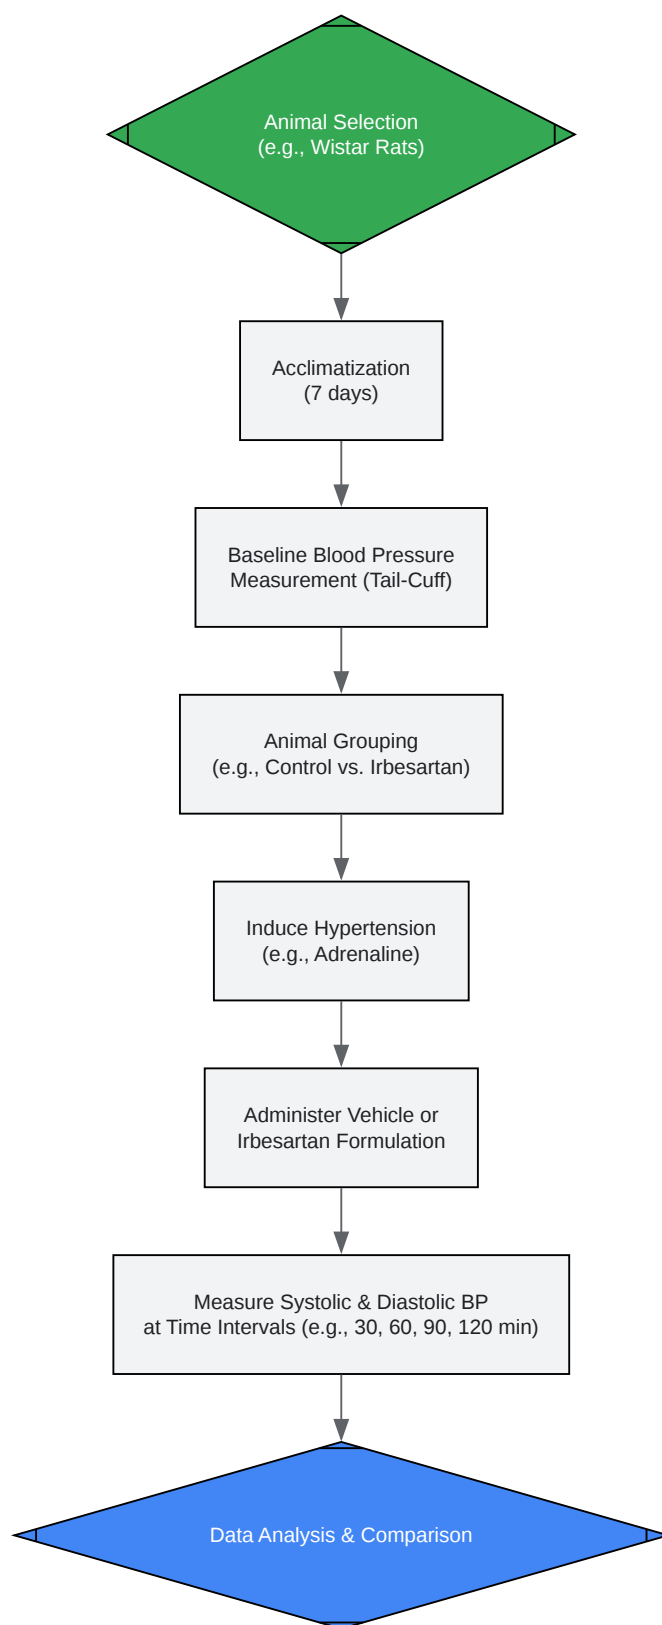 Animal Selection
(e.g., Wistar Rats)
Acclimatization
(7 days)
Baseline Blood Pressure
Measurement (Tail-Cuff)
Animal Grouping
(e.g., Control vs. Irbesartan)
Induce Hypertension
(e.g., Adrenaline)
Administer Vehicle or
Irbesartan Formulation
Measure Systolic & Diastolic BP
at Time Intervals (e.g., 30, 60, 90, 120 min)
Data Analysis & Comparison